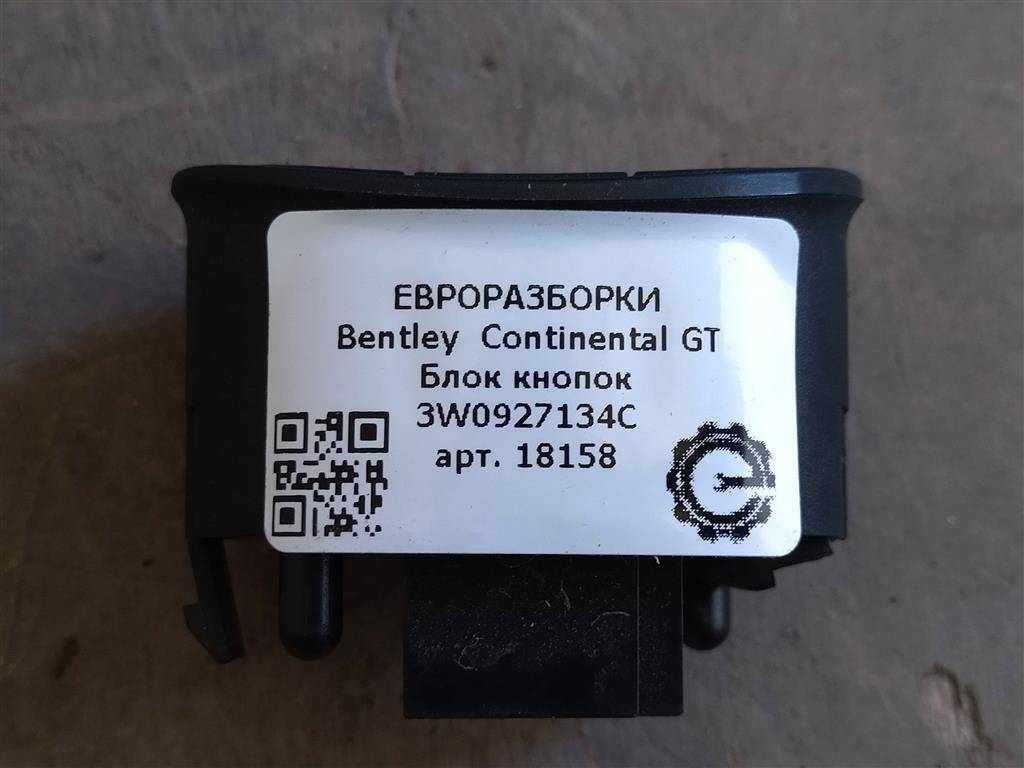 ЕВРОРАЗБОРКИ
Bentley Continental GT
Блок кнопок
3W0927134C
арт. 18158